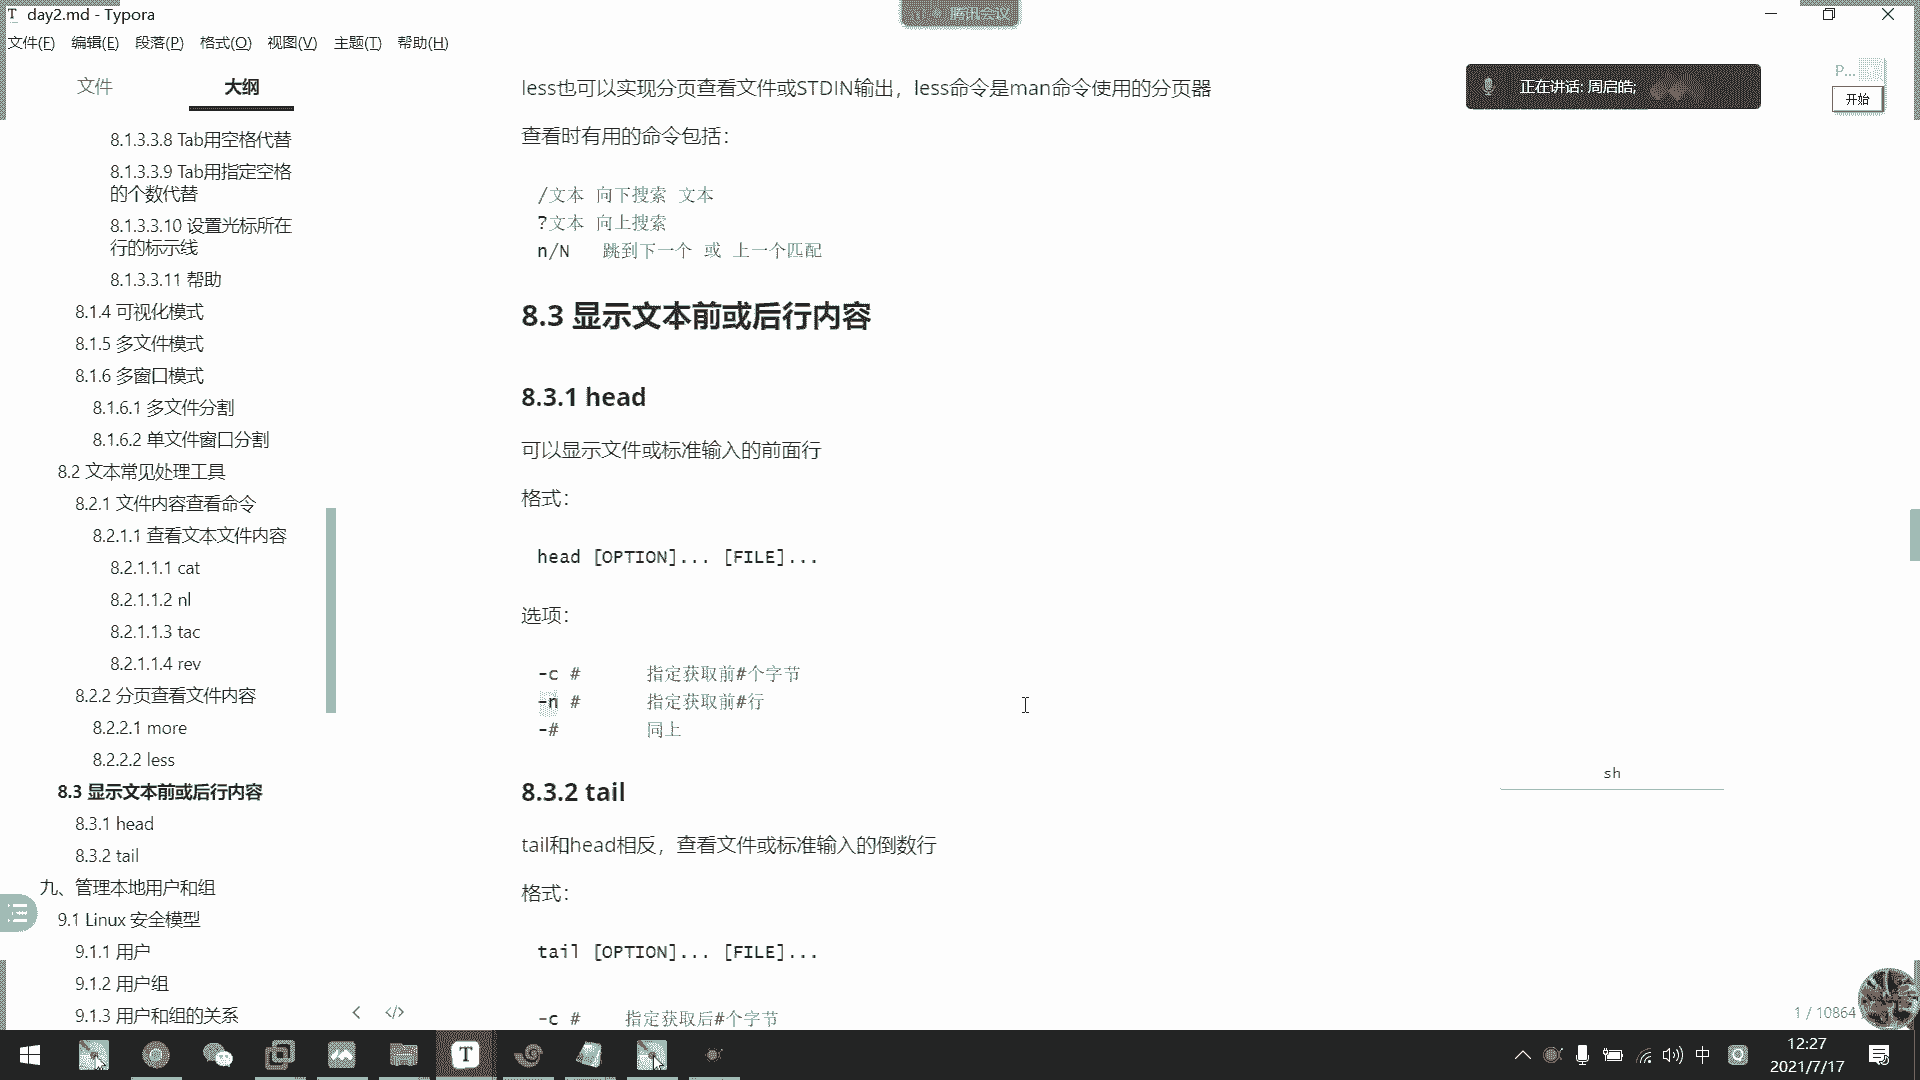 day2.md - Typora
腾讯会议
文件(F) 编辑(E) 段落(P) 格式(O) 视图(V) 主题(T) 帮助(H)
文件 大纲
8.1.3.3.8 Tab用空格代替
8.1.3.3.9 Tab用指定空格
的个数代替
8.1.3.3.10 设置光标所在
行的标示线
8.1.3.3.11 帮助
8.1.4 可视化模式
8.1.5 多文件模式
8.1.6 多窗口模式
8.1.6.1 多文件分割
8.1.6.2 单文件窗口分割
8.2 文本常见处理工具
8.2.1 文件内容查看命令
8.2.1.1 查看文本文件内容
8.2.1.1.1 cat
8.2.1.1.2 nl
8.2.1.1.3 tac
8.2.1.1.4 rev
8.2.2 分页查看文件内容
8.2.2.1 more
8.2.2.2 less
8.3 显示文本前或后行内容
8.3.1 head
8.3.2 tail
九、管理本地用户和组
9.1 Linux 安全模型
9.1.1 用户
9.1.2 用户组
9.1.3 用户和组的关系
less也可以实现分页查看文件或STDIN输出，less命令是man命令使用的分页器
查看时有用的命令包括：
/文本 向下搜索 文本
?文本 向上搜索
n/N 跳到下一个 或 上一个匹配
8.3 显示文本前或后行内容
8.3.1 head
可以显示文件或标准输入的前面行
格式：
head [OPTION]... [FILE]...
选项：
-c # 指定获取前#个字节
-n # 指定获取前#行
-# 同上
8.3.2 tail
tail和head相反，查看文件或标准输入的倒数行
格式：
tail [OPTION]... [FILE]...
-c # 指定获取后#个字节
正在讲话: 周启皓;
P...
开始
sh
1 / 10864
中
12:27
2021/7/17